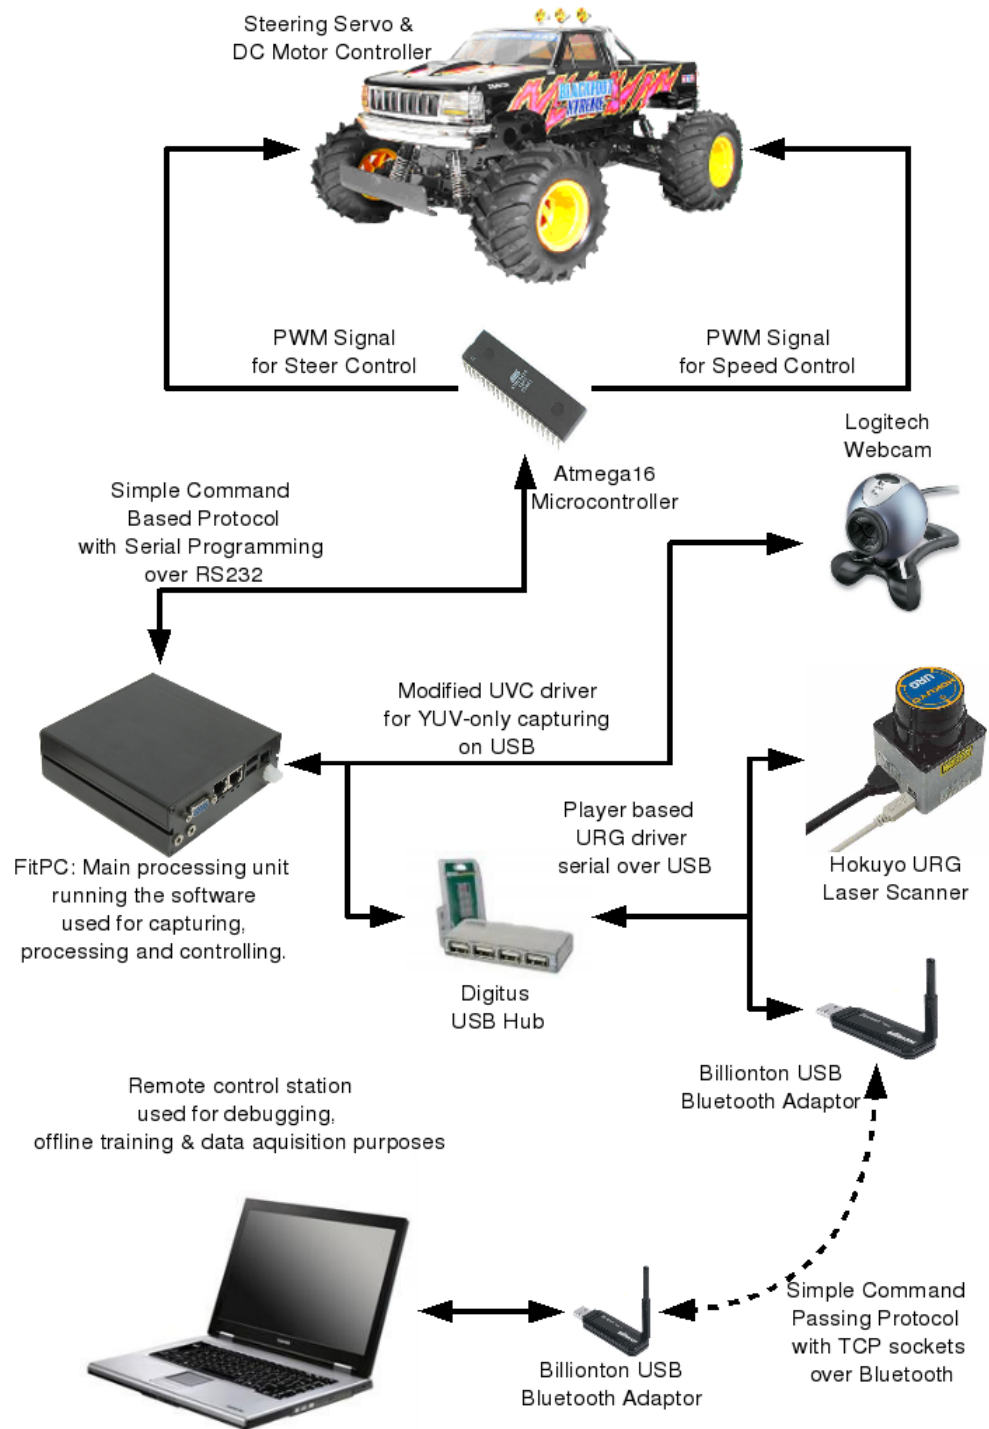 Steering Servo &
DC Motor Controller
BLACKFOOT
XTREME
PWM Signal
for Steer Control
PWM Signal
for Speed Control
Atmega16
Microcontroller
Logitech
Webcam
Simple Command
Based Protocol
with Serial Programming
over RS232
Modified UVC driver
for YUV-only capturing
on USB
URG
HOKUYO
Player based
URG driver
serial over USB
Hokuyo URG
Laser Scanner
FitPC: Main processing unit
running the software
used for capturing,
processing and controlling.
Digitus
USB Hub
Billionton USB
Bluetooth Adaptor
Remote control station
used for debugging,
offline training & data aquisition purposes
Simple Command
Passing Protocol
with TCP sockets
over Bluetooth
Billionton USB
Bluetooth Adaptor